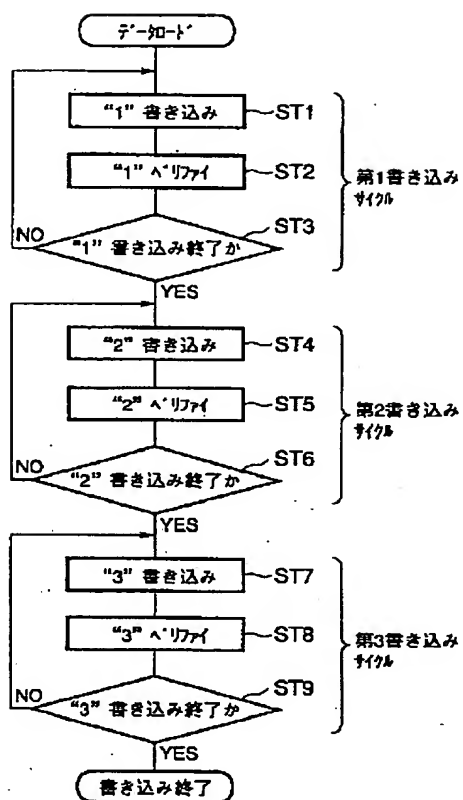 データロード
“1” 書き込み
ST1
“1” ベリファイ
ST2
第1書き込み
サイクル
ST3
NO
“1” 書き込み終了か
YES
“2” 書き込み
ST4
“2” ベリファイ
ST5
第2書き込み
サイクル
ST6
NO
“2” 書き込み終了か
YES
“3” 書き込み
ST7
“3” ベリファイ
ST8
第3書き込み
サイクル
ST9
NO
“3” 書き込み終了か
YES
書き込み終了